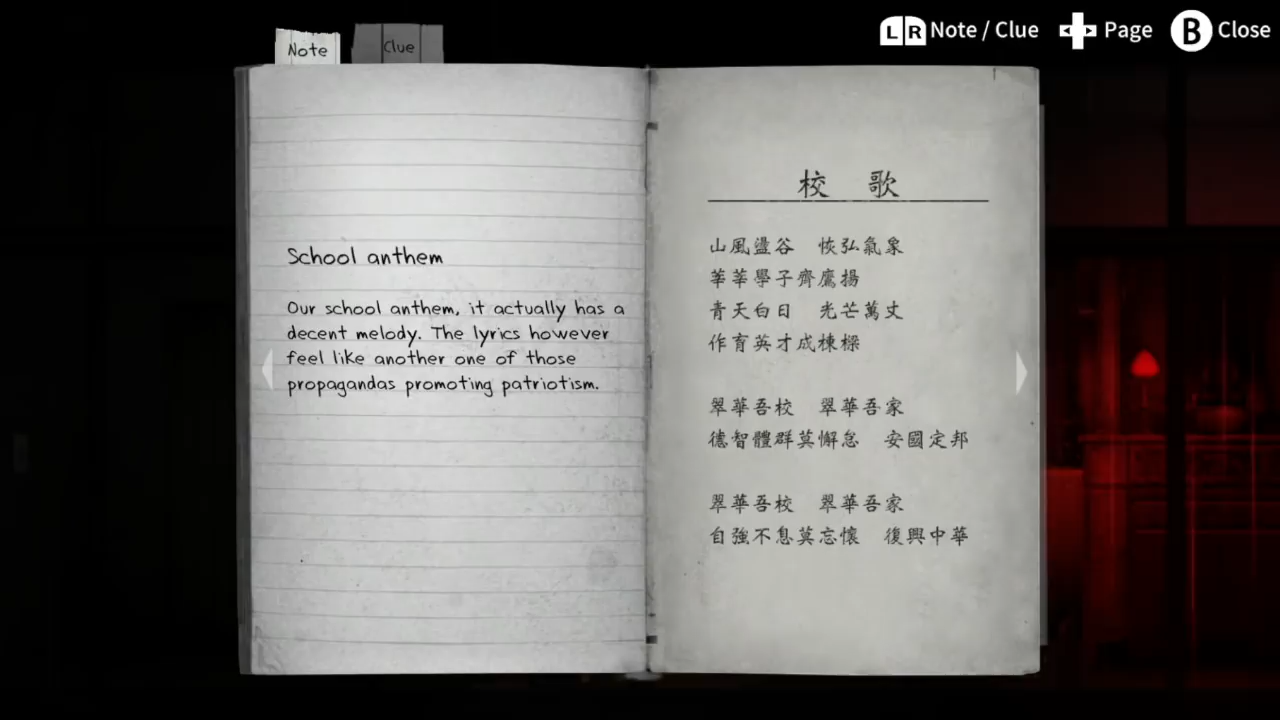 Note
Clue
L R Note / Clue
Page
B Close
School anthem
Our school anthem, it actually has a
decent melody. The lyrics however
feel like another one of those
propagandas promoting patriotism.
校 歌
山風盪谷 恢弘氣象
莘莘學子齊鷹揚
青天白日 光芒萬丈
作育英才成棟樑
翠華吾校 翠華吾家
德智體群莫懈怠 安國定邦
翠華吾校 翠華吾家
自強不息莫忘懷 復興中華